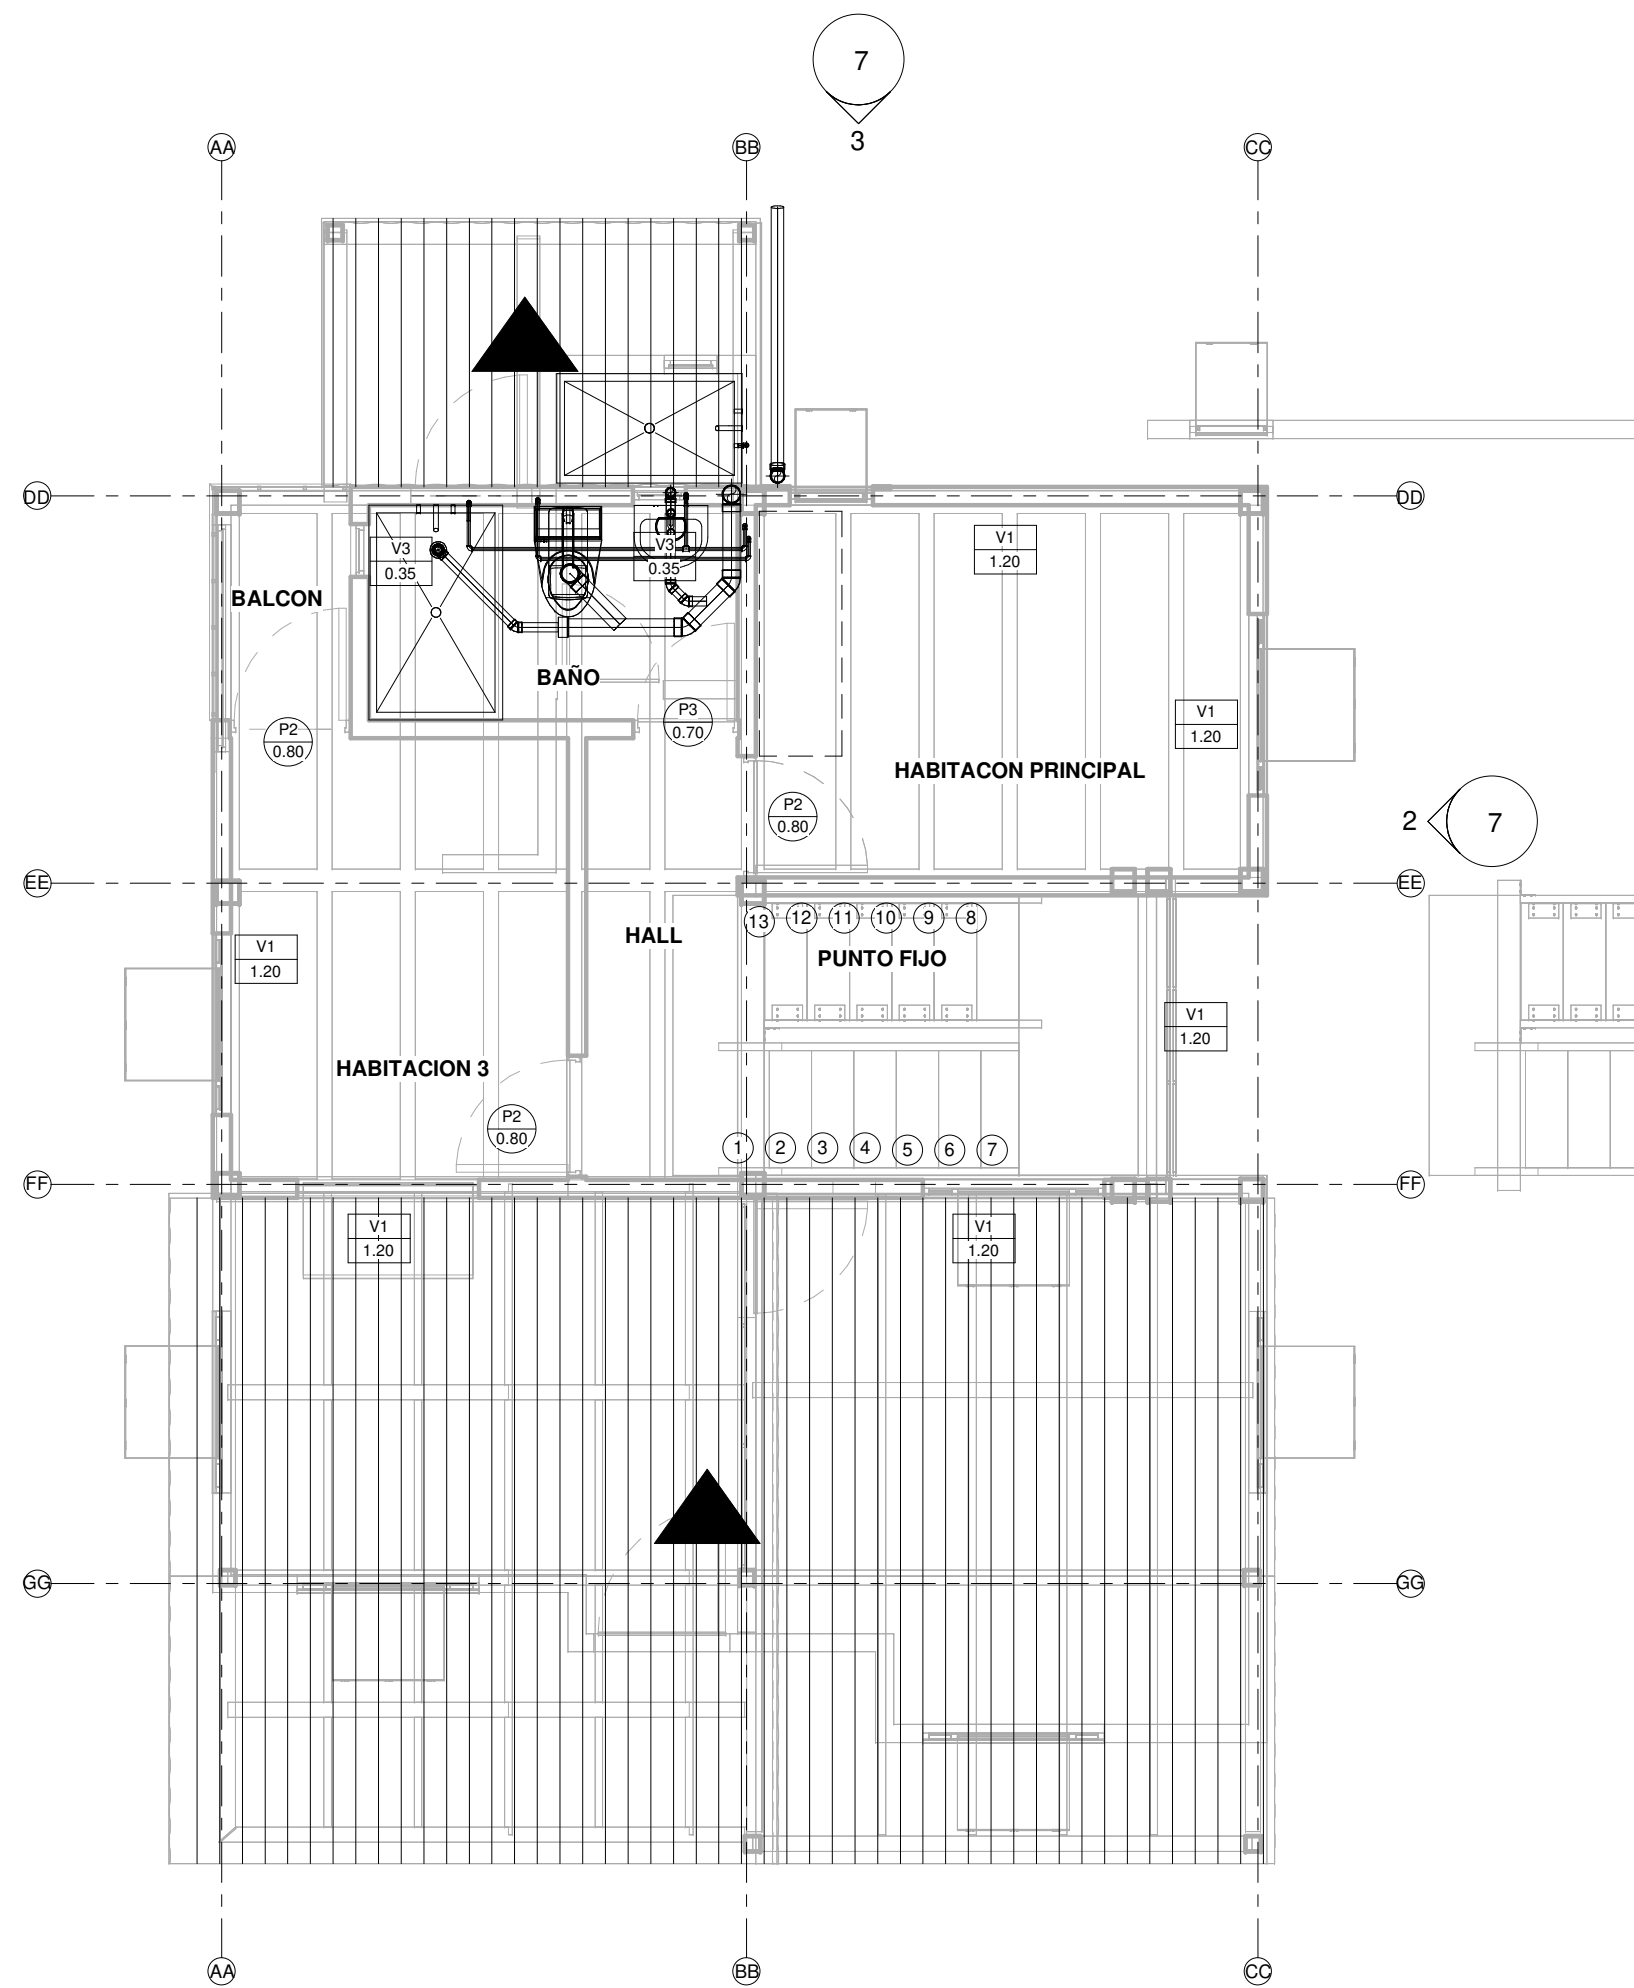 7
3
AA
BB
CC
DD
DD
V3
0.35
V3
0.35
V1
1.20
BALCON
BAÑO
P2
0.80
P3
0.70
V1
1.20
HABITACON PRINCIPAL
P2
0.80
2
7
EE
EE
13
12
11
10
9
8
HALL
V1
1.20
PUNTO FIJO
V1
1.20
HABITACION 3
P2
0.80
1
2
3
4
5
6
7
FF
FF
V1
1.20
V1
1.20
GG
GG
AA
BB
CC